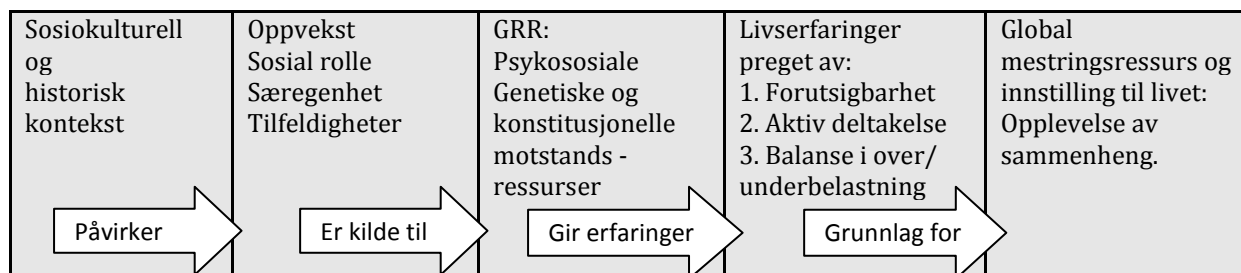 Sosiokulturell
og
historisk
kontekst
Påvirker
Oppvekst
Sosial rolle
Særegenhet
Tilfeldigheter
Er kilde til
GRR:
Psykososiale
Genetiske og
konstitusjonelle
motstands -
ressurser
Gir erfaringer
Livserfaringer
preget av:
1. Forutsigbarhet
2. Aktiv deltakelse
3. Balanse i over/
underbelastning
Grunnlag for
Global
mestringsressurs og
innstilling til livet:
Opplevelse av
sammenheng.